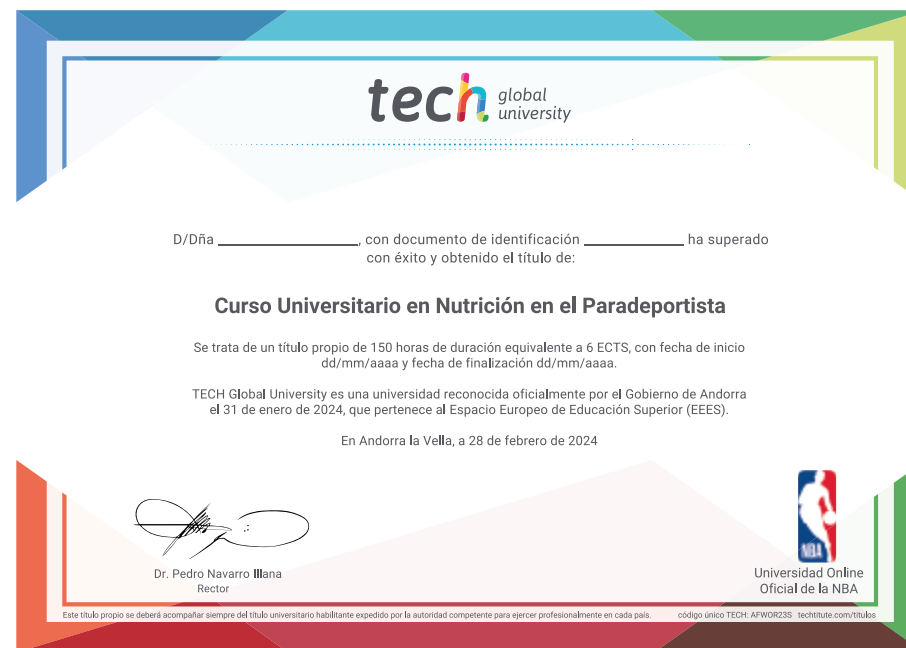 tech global university
D/Dña ______________, con documento de identificación __________ ha superado
con éxito y obtenido el título de:
Curso Universitario en Nutrición en el Paradeportista
Se trata de un título propio de 150 horas de duración equivalente a 6 ECTS, con fecha de inicio
dd/mm/aaaa y fecha de finalización dd/mm/aaaa.
TECH Global University es una universidad reconocida oficialmente por el Gobierno de Andorra
el 31 de enero de 2024, que pertenece al Espacio Europeo de Educación Superior (EEES).
En Andorra la Vella, a 28 de febrero de 2024
Dr. Pedro Navarro Illana
Rector
NBA
Universidad Online
Oficial de la NBA
Este título propio se deberá acompañar siempre del título universitario habilitante expedido por la autoridad competente para ejercer profesionalmente en cada país.
código único TECH: AFWOR23S techtitute.com/titulos